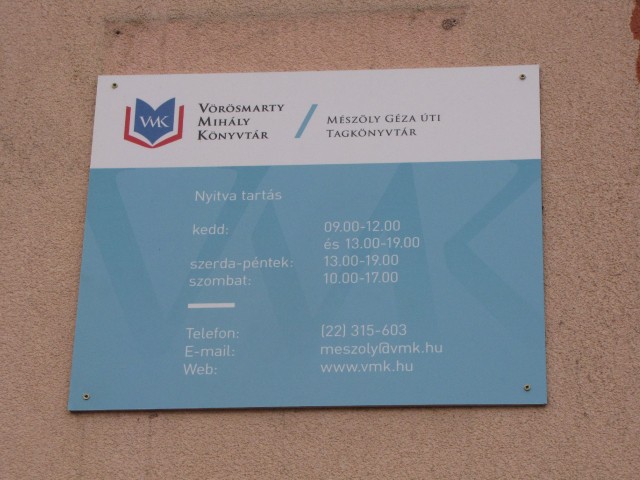 VMK
Vörösmarty
Mihály
Könyvtár
Mészöly Géza úti
Tagkönyvtár
Nyitva tartás
kedd: 09.00-12.00
és 13.00-19.00
szerda-péntek: 13.00-19.00
szombat: 10.00-17.00
Telefon: (22) 315-603
E-mail: meszoly@vmk.hu
Web: www.vmk.hu